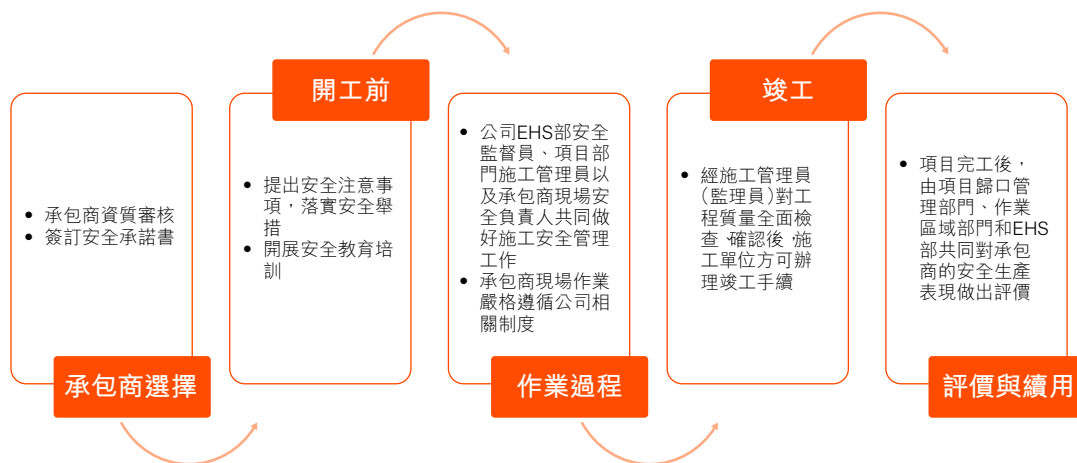 承包商資質審核
簽訂安全承諾書
承包商選擇
開工前
提出安全注意事
項，落實安全舉
措
開展安全教育培
訓
公司EHS部安全
監督員、項目部
門施工管理員以
及承包商現場安
全負責人共同做
好施工安全管理
工作
承包商現場作業
嚴格遵循公司相
關制度
作業過程
竣工
經施工管理員
(監理員)對工
程質量全面檢
查、確認後，施
工單位方可辦
理竣工手續
項目完工後，
由項目歸口管
理部門、作業
區域部門和EHS
部共同對承包
商的安全生產
表現做出評價
評價與續用